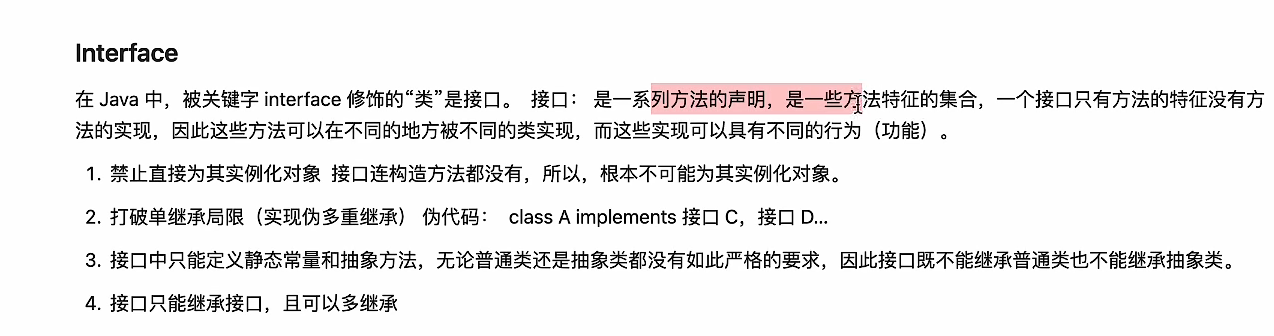 Interface
在 Java 中，被关键字 interface 修饰的“类”是接口。 接口： 是一系列方法的声明，是一些方法特征的集合，一个接口只有方法的特征没有方
法的实现，因此这些方法可以在不同的地方被不同的类实现，而这些实现可以具有不同的行为（功能）。
1. 禁止直接为其实例化对象 接口连构造方法都没有，所以，根本不可能为其实例化对象。
2. 打破单继承局限（实现伪多重继承） 伪代码： class A implements 接口 C，接口 D...
3. 接口中只能定义静态常量和抽象方法，无论普通类还是抽象类都没有如此严格的要求，因此接口既不能继承普通类也不能继承抽象类。
4. 接口只能继承接口，且可以多继承